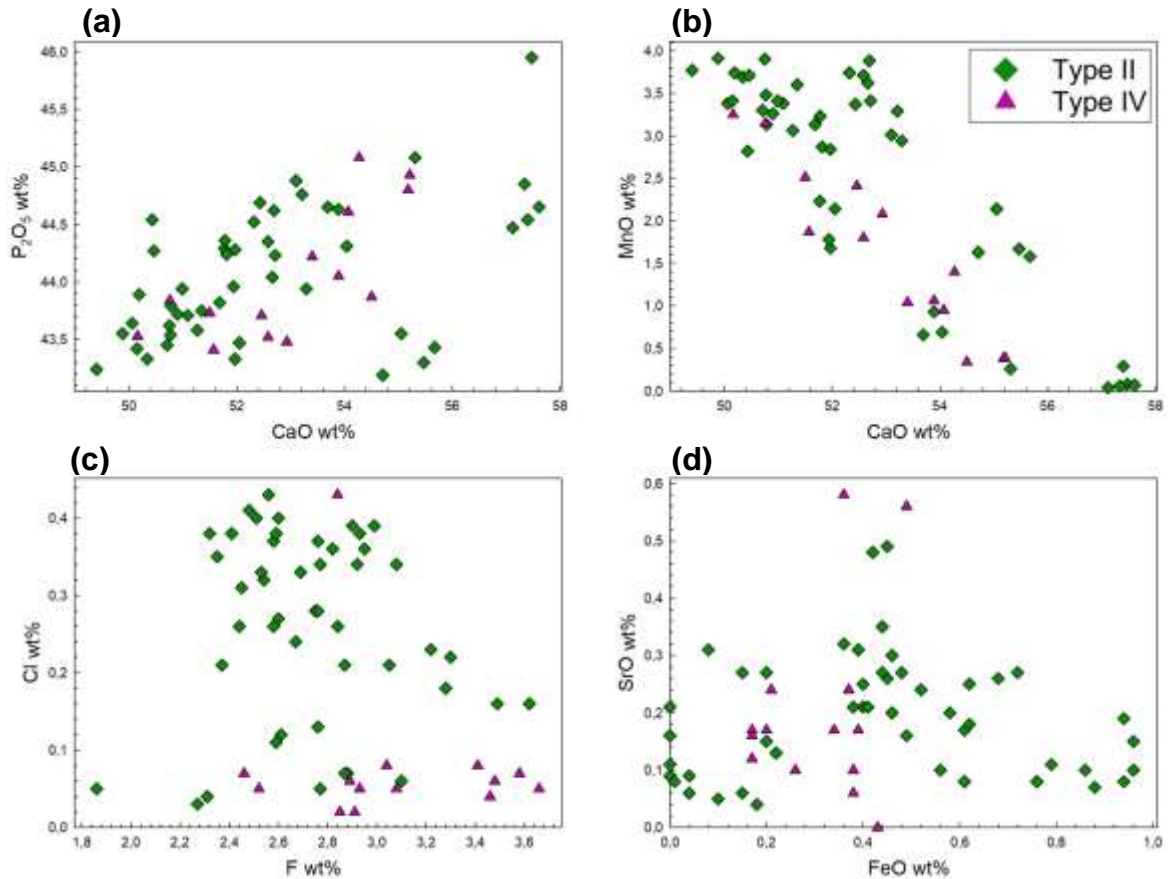 (a)
46.0
45.5
45.0
44.5
44.0
43.5
P₂O₅ wt%
50 52 54 56 58
CaO wt%
(b)
4,0
3,5
3,0
2,5
2,0
1,5
1,0
0,5
0,0
MnO wt%
Type II
Type IV
50 52 54 56 58
CaO wt%
(c)
0,4
0,3
0,2
0,1
0,0
Cl wt%
1,8 2,0 2,2 2,4 2,6 2,8 3,0 3,2 3,4 3,6
F wt%
(d)
0,6
0,5
0,4
0,3
0,2
0,1
0,0
SrO wt%
0,0 0,2 0,4 0,6 0,8 1,0
FeO wt%